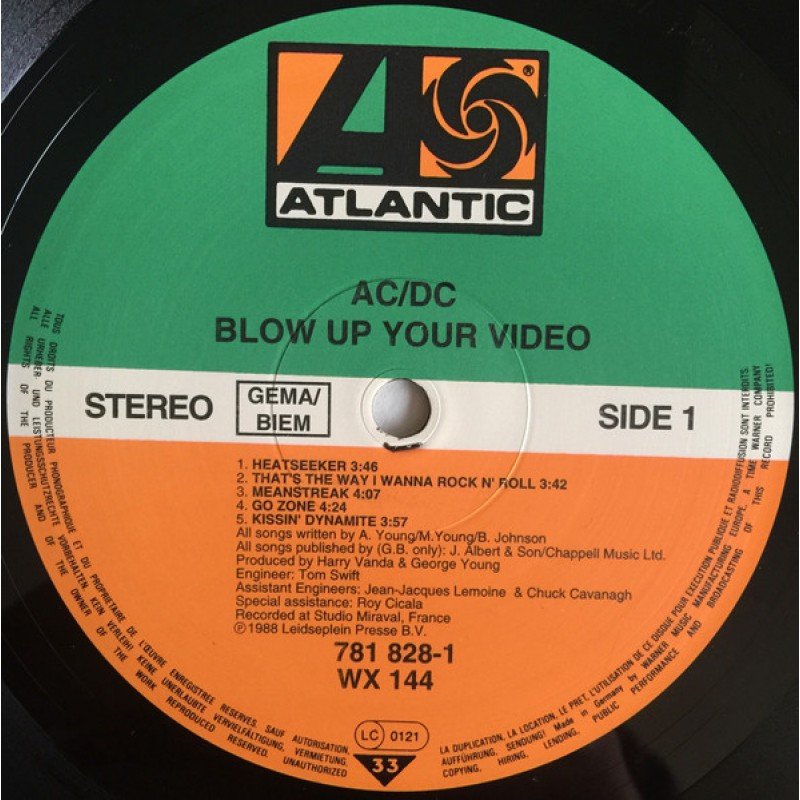 AS®
ATLANTIC
AC/DC
BLOW UP YOUR VIDEO
STEREO
GEMA/
BIEM
SIDE 1
1. HEATSEEKER 3:46
2. THAT'S THE WAY I WANNA ROCK N' ROLL 3:42
3. MEANSTREAK 4:07
4. GO ZONE 4:24
5. KISSIN' DYNAMITE 3:57
All songs written by A. Young/M.Young/B. Johnson
All songs published by (G.B. only): J. Albert & Son/Chappell Music Ltd.
Produced by Harry Vanda & George Young
Engineer: Tom Swift
Assistant Engineers: Jean-Jacques Lemoine & Chuck Cavanagh
Special assistance: Roy Cicala
Recorded at Studio Miraval, France
℗1988 Leidseplein Presse B.V.
781 828-1
WX 144
LC 0121
33
TOUS DROITS DU PRODUCTEUR PHONOGRAPHIQUE ET DU PROPRIETAIRE DE L'ŒUVRE ENREGISTREE RESERVES. SAUF AUTORISATION,
ALLE URHEBER- UND LEISTUNGSSCHUTZRECHTE VORBEHALTEN. KEIN VERLEIH! KEINE UNERLAUBTE VERVIELFÄLTIGUNG, VERMIETUNG,
ALL RIGHTS OF THE PRODUCER AND OF THE OWNER OF THE WORK REPRODUCED RESERVED. UNAUTHORIZED
LA DUPLICATION, LA LOCATION, LE PRET, L'UTILISATION DE CE DISQUE POUR EXECUTION PUBLIQUE ET RADIODIFFUSION SONT INTERDITS.
AUFFÜHRUNG, SENDUNG! Made in Germany by WARNER MUSIC MANUFACTURING EUROPE. A TIME WARNER COMPANY
COPYING, HIRING, LENDING, PUBLIC PERFORMANCE AND BROADCASTING OF THIS RECORD PROHIBITED!